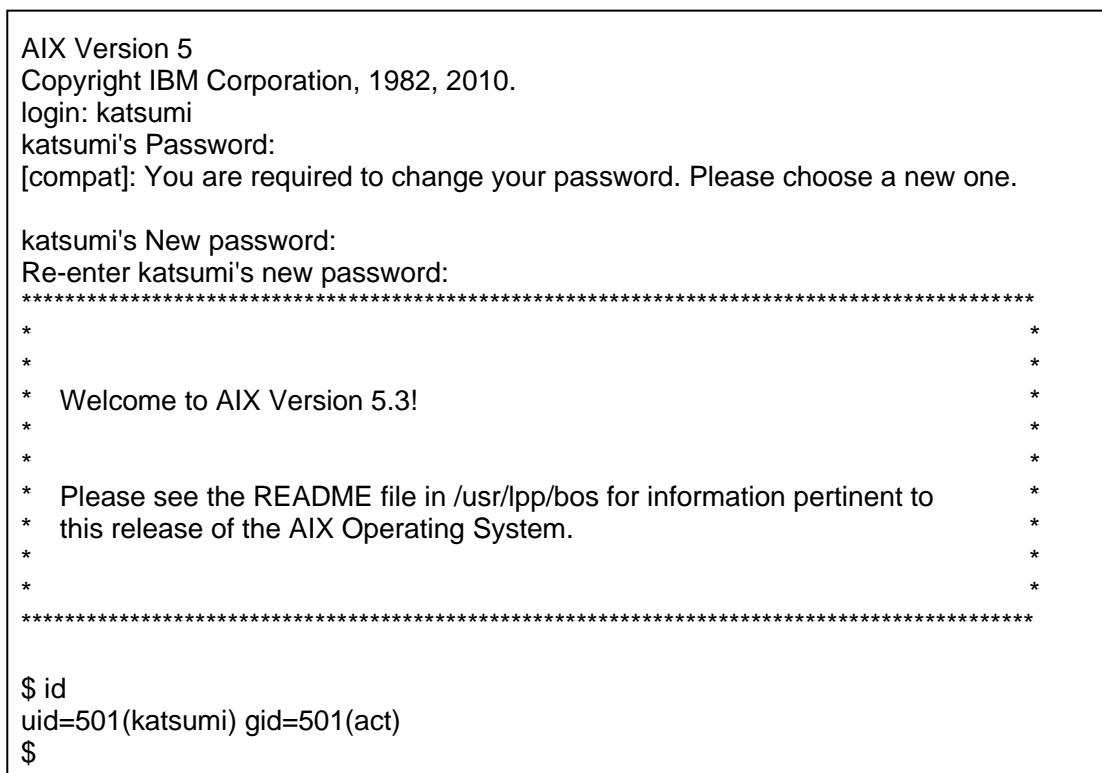 AIX Version 5
Copyright IBM Corporation, 1982, 2010.
login: katsumi
katsumi's Password:
[compat]: You are required to change your password. Please choose a new one.
katsumi's New password:
Re-enter katsumi's new password:
*******************************************************************************************
* *
* *
* Welcome to AIX Version 5.3! *
* *
* *
* Please see the README file in /usr/lpp/bos for information pertinent to *
* this release of the AIX Operating System. *
* *
* *
*******************************************************************************************
$ id
uid=501(katsumi) gid=501(act)
$